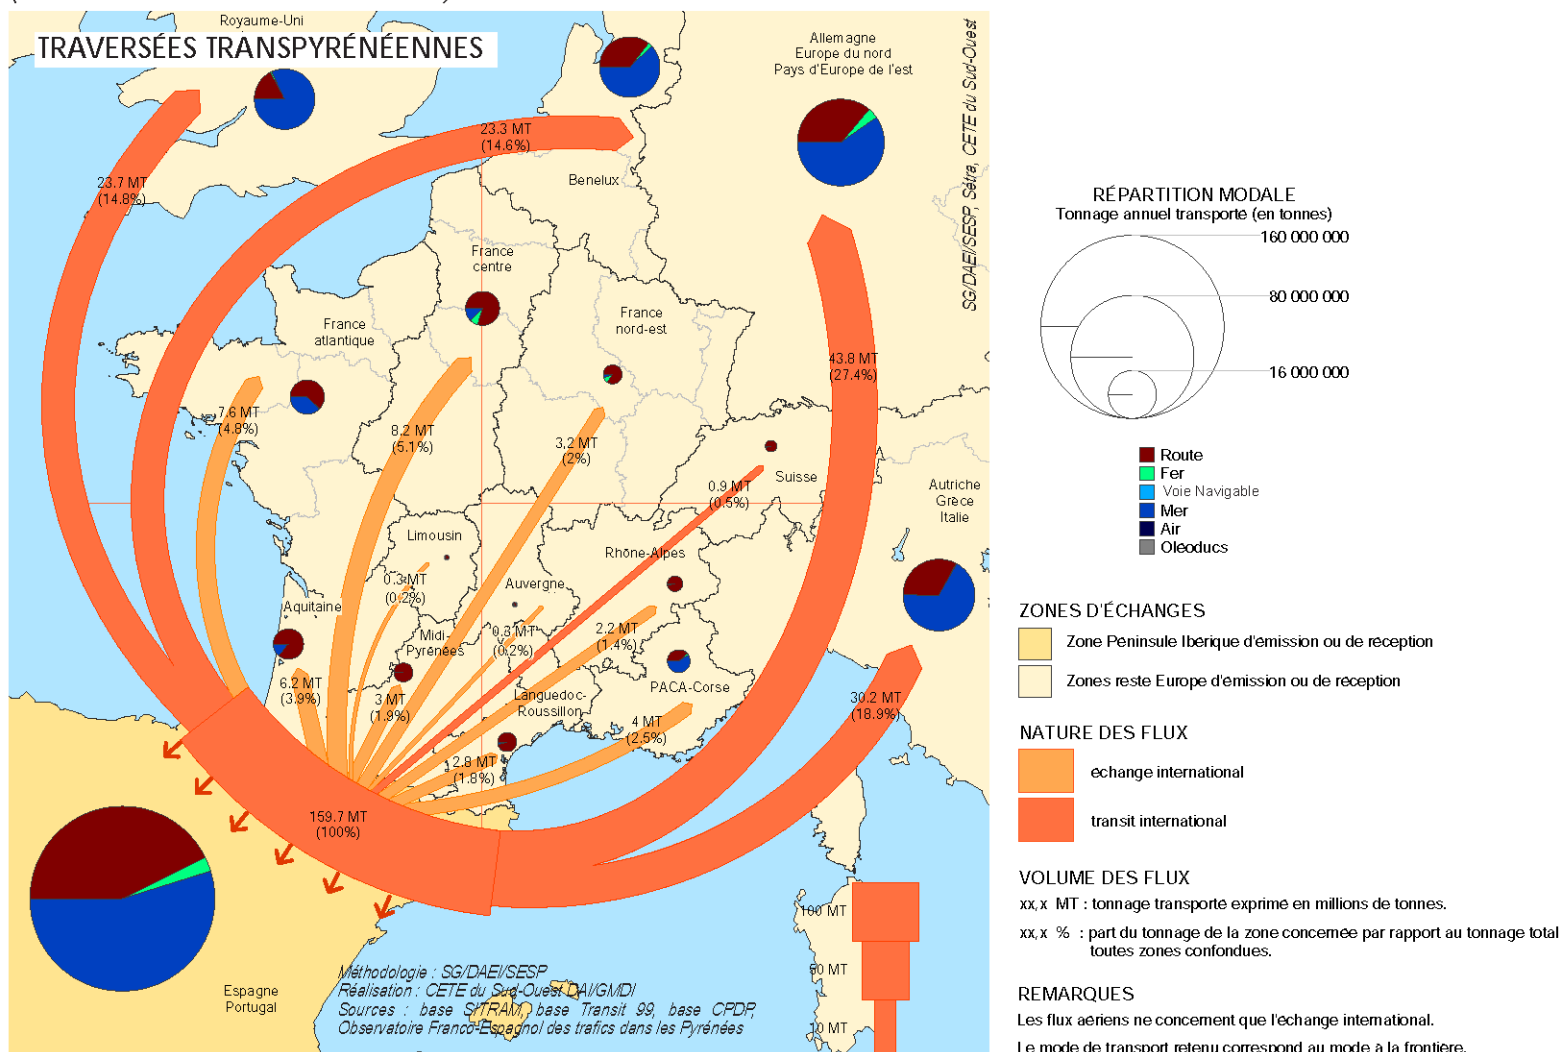 TRAVERSÉES TRANSPYRÉNÉENNES
Royaume-Uni
Allemagne
Europe du nord
Pays d'Europe de l'est
SG/DAEI/SESP, Sétra, CETE du Sud-Ouest
23.3 MT
(14.6%)
23.7 MT
(14.8%)
Benelux
France
centre
France
nord-est
France
atlantique
43.8 MT
(27.4%)
7.6 MT
(4.8%)
8.2 MT
(5.1%)
3.2 MT
(2%)
Suisse
0.9 MT
(0.5%)
Autriche
Grèce
Italie
Limousin
Rhône-Alpes
0.3 MT
(0.2%)
Auvergne
Aquitaine
Midi-
Pyrénées
0.3 MT
(0.2%)
2.2 MT
(1.4%)
6.2 MT
(3.9%)
3 MT
(1.9%)
Languedoc-
Roussillon
PACA-Corse
30.2 MT
(18.9%)
4 MT
(2.5%)
2.8 MT
(1.8%)
159.7 MT
(100%)
Espagne
Portugal
Méthodologie : SG/DAEI/SESP
Réalisation : CETE du Sud-Ouest DAI/GMDI
Sources : base SITRAM, base Transit 99, base CPDP,
Observatoire Franco-Espagnol des trafics dans les Pyrénées
100 MT
50 MT
10 MT
RÉPARTITION MODALE
Tonnage annuel transporté (en tonnes)
160 000 000
80 000 000
16 000 000
Route
Fer
Voie Navigable
Mer
Air
Oléoducs
ZONES D'ÉCHANGES
Zone Péninsule Ibérique d'émission ou de réception
Zones reste Europe d'émission ou de réception
NATURE DES FLUX
échange international
transit international
VOLUME DES FLUX
xx,x MT : tonnage transporté exprimé en millions de tonnes.
xx,x % : part du tonnage de la zone concernée par rapport au tonnage total
toutes zones confondues.
REMARQUES
Les flux aériens ne concernent que l'échange international.
Le mode de transport retenu correspond au mode à la frontière.